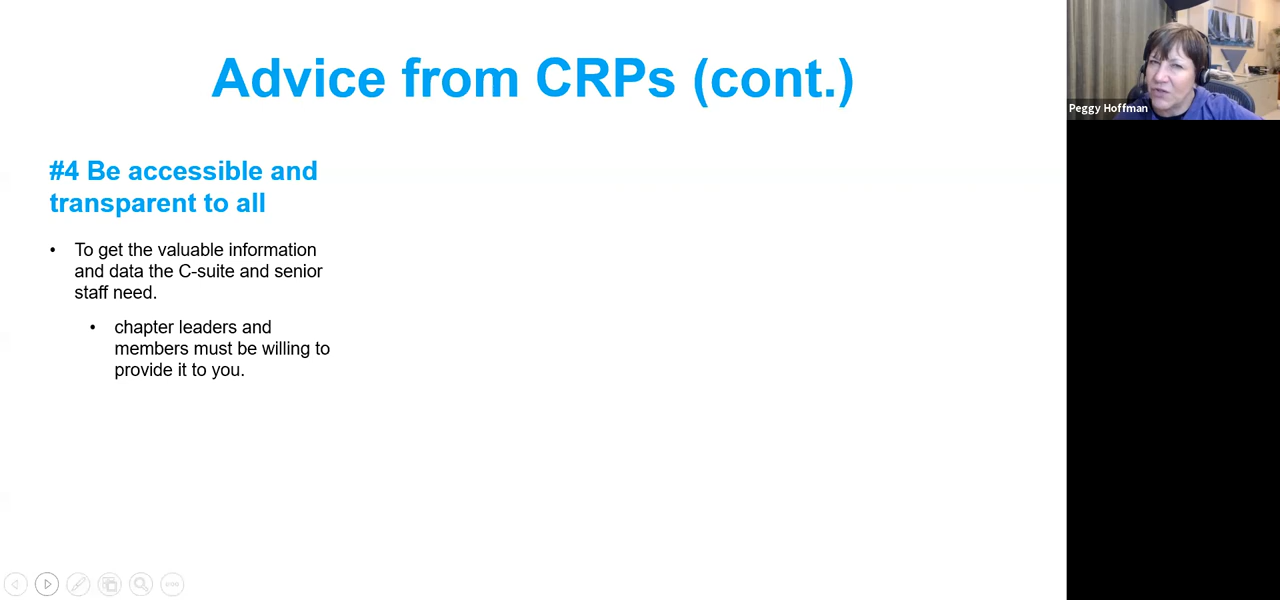 Advice from CRPs (cont.)
Peggy Hoffman
#4 Be accessible and
transparent to all
• To get the valuable information
and data the C-suite and senior
staff need.
• chapter leaders and
members must be willing to
provide it to you.